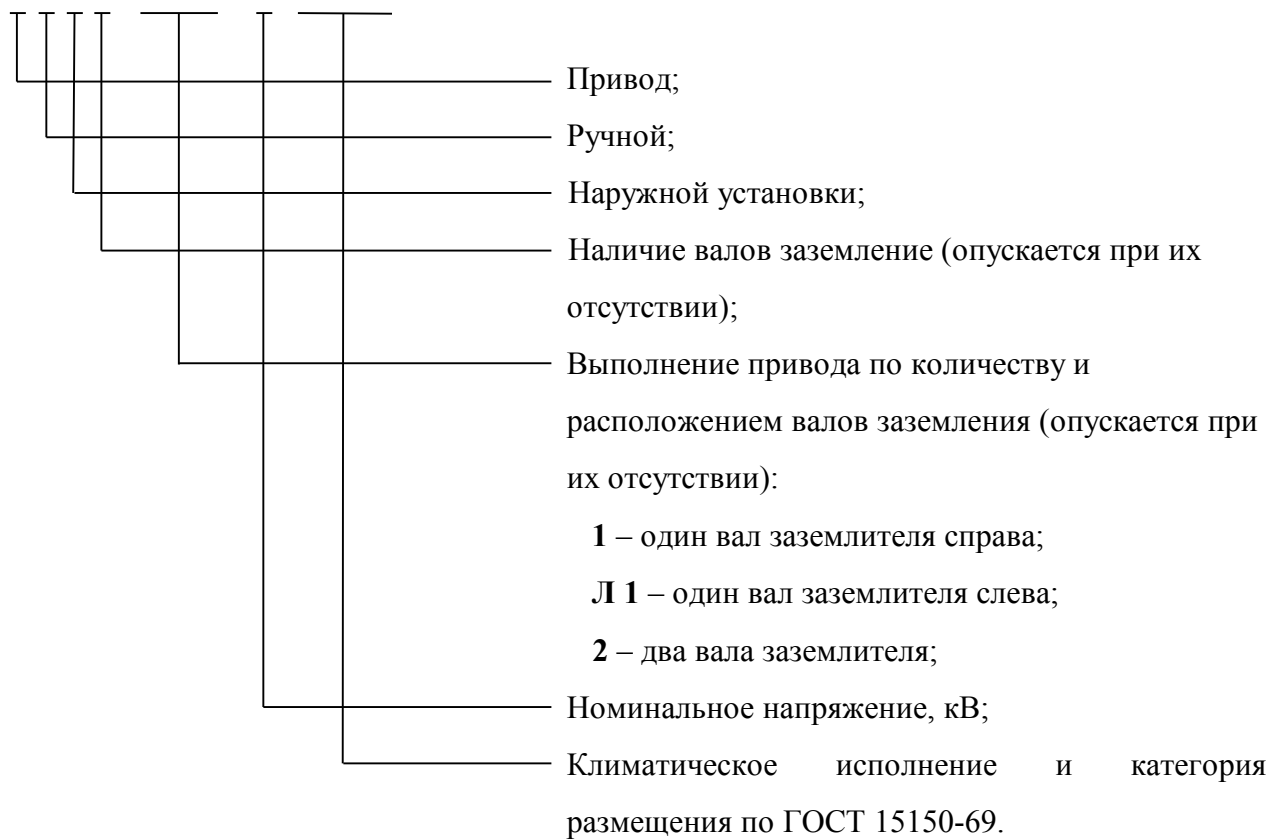 Привод;
Ручной;
Наружной установки;
Наличие валов заземление (опускается при их
отсутствии);
Выполнение привода по количеству и
расположением валов заземления (опускается при
их отсутствии):
1 – один вал заземлителя справа;
Л 1 – один вал заземлителя слева;
2 – два вала заземлителя;
Номинальное напряжение, кВ;
Климатическое исполнение и категория
размещения по ГОСТ 15150-69.